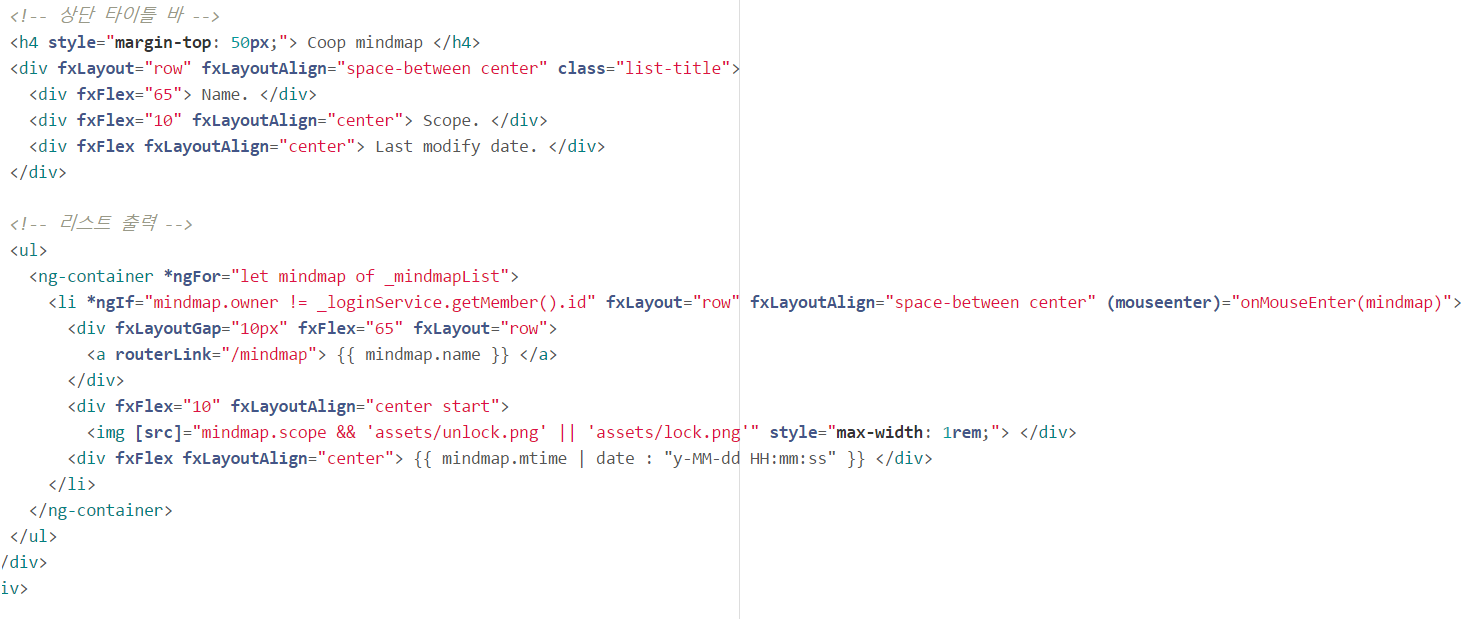 <!-- 상단 타이틀 바 -->
<h4 style="margin-top: 50px;"> Coop mindmap </h4>
<div fxLayout="row" fxLayoutAlign="space-between center" class="list-title">
<div fxFlex="65"> Name. </div>
<div fxFlex="10" fxLayoutAlign="center"> Scope. </div>
<div fxFlex fxLayoutAlign="center"> Last modify date. </div>
</div>
<!-- 리스트 출력 -->
<ul>
<ng-container *ngFor="let mindmap of _mindmapList">
<li *ngIf="mindmap.owner != _loginService.getMember().id" fxLayout="row" fxLayoutAlign="space-between center" (mouseenter)="onMouseEnter(mindmap)">
<div fxLayoutGap="10px" fxFlex="65" fxLayout="row">
<a routerLink="/mindmap"> {{ mindmap.name }} </a>
</div>
<div fxFlex="10" fxLayoutAlign="center start">
<img [src]="mindmap.scope && 'assets/unlock.png' || 'assets/lock.png'" style="max-width: 1rem;"> </div>
<div fxFlex fxLayoutAlign="center"> {{ mindmap.mtime | date : "y-MM-dd HH:mm:ss" }} </div>
</li>
</ng-container>
</ul>
/div>
iv>